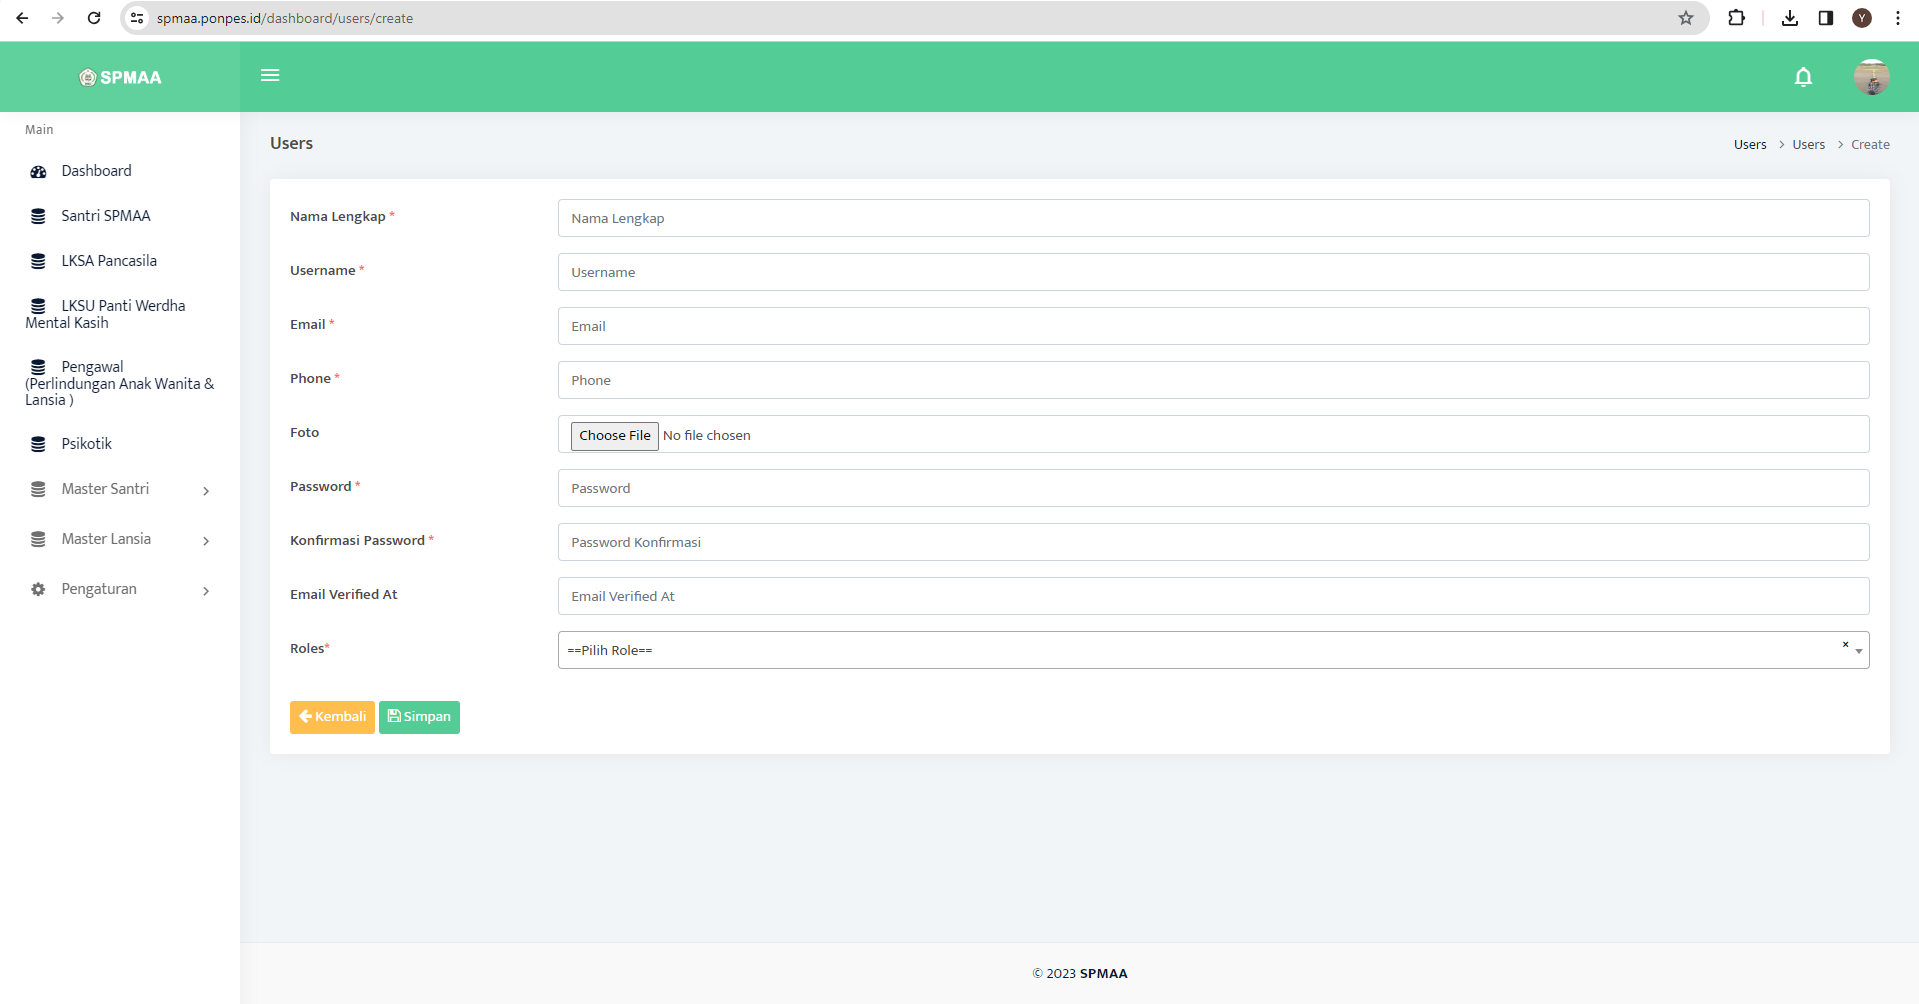 spmaa.ponpes.id/dashboard/users/create
Y
SPMAA
Main
Dashboard
Santri SPMAA
LKSA Pancasila
LKSU Panti Werdha
Mental Kasih
Pengawal
(Perlindungan Anak Wanita &
Lansia )
Psikotik
Master Santri
Master Lansia
Pengaturan
Users
Users > Users > Create
Nama Lengkap *
Nama Lengkap
Username *
Username
Email *
Email
Phone *
Phone
Foto
Choose File No file chosen
Password *
Password
Konfirmasi Password *
Password Konfirmasi
Email Verified At
Email Verified At
Roles*
==Pilih Role== ×
Kembali Simpan
© 2023 SPMAA